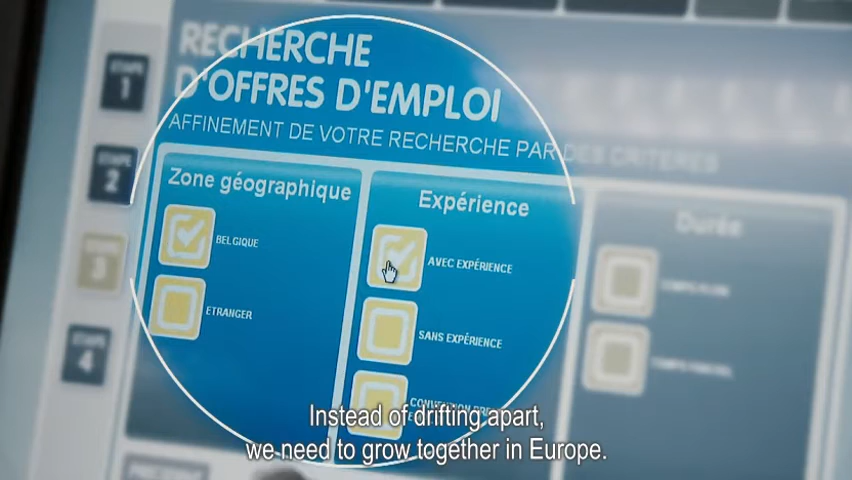 RECHERCHE
D'OFFRES D'EMPLOI
AFFINEMENT DE VOTRE RECHERCHE PAR DES CRITERES
ETAPE
1
ETAPE
2
ETAPE
3
ETAPE
4
Zone géographique
BELGIQUE
ETRANGER
Expérience
AVEC EXPÉRIENCE
SANS EXPÉRIENCE
Durée
Instead of drifting apart,
we need to grow together in Europe.